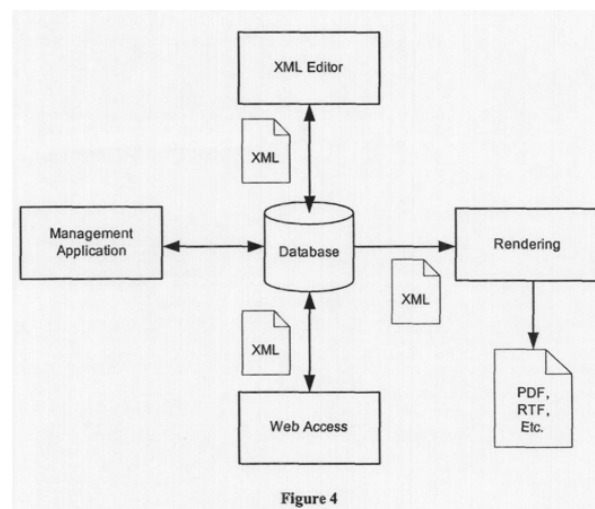 XML Editor
XML
Management
Application
Database
Rendering
XML
XML
Web Access
PDF,
RTF,
Etc.
Figure 4